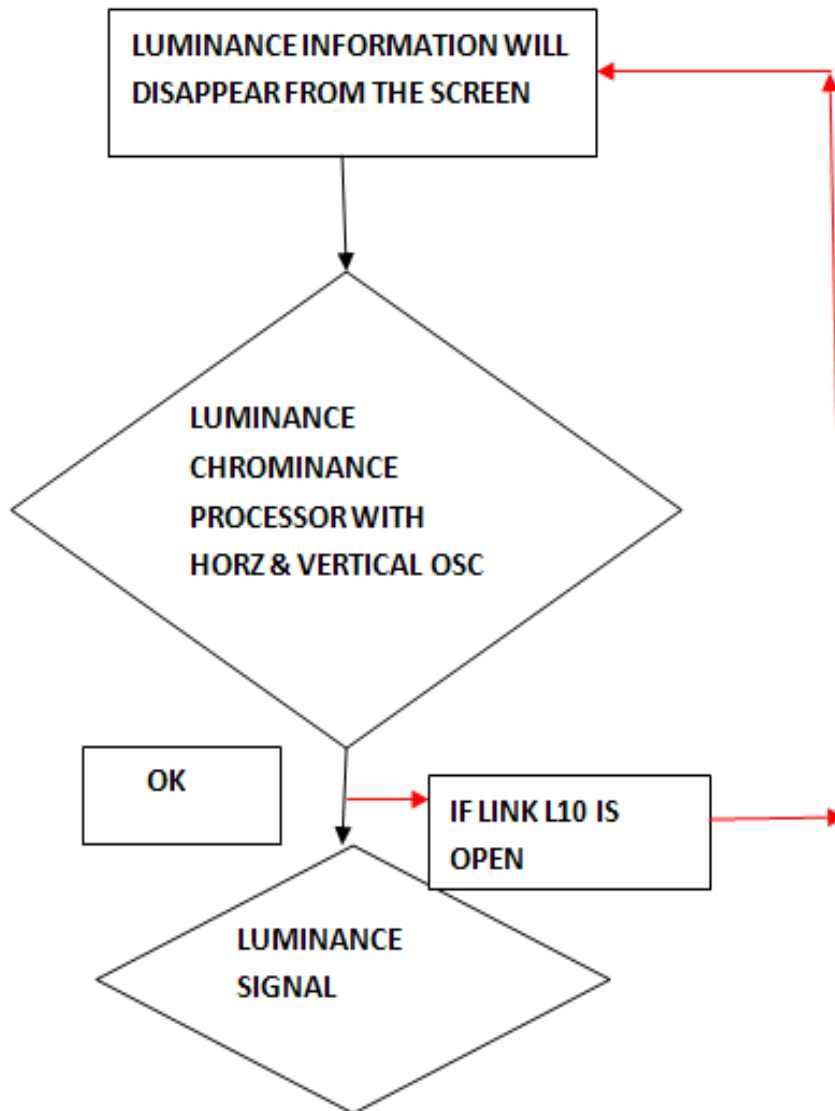 LUMINANCE INFORMATION WILL
DISAPPEAR FROM THE SCREEN
LUMINANCE
CHROMINANCE
PROCESSOR WITH
HORZ & VERTICAL OSC
OK
IF LINK L10 IS
OPEN
LUMINANCE
SIGNAL